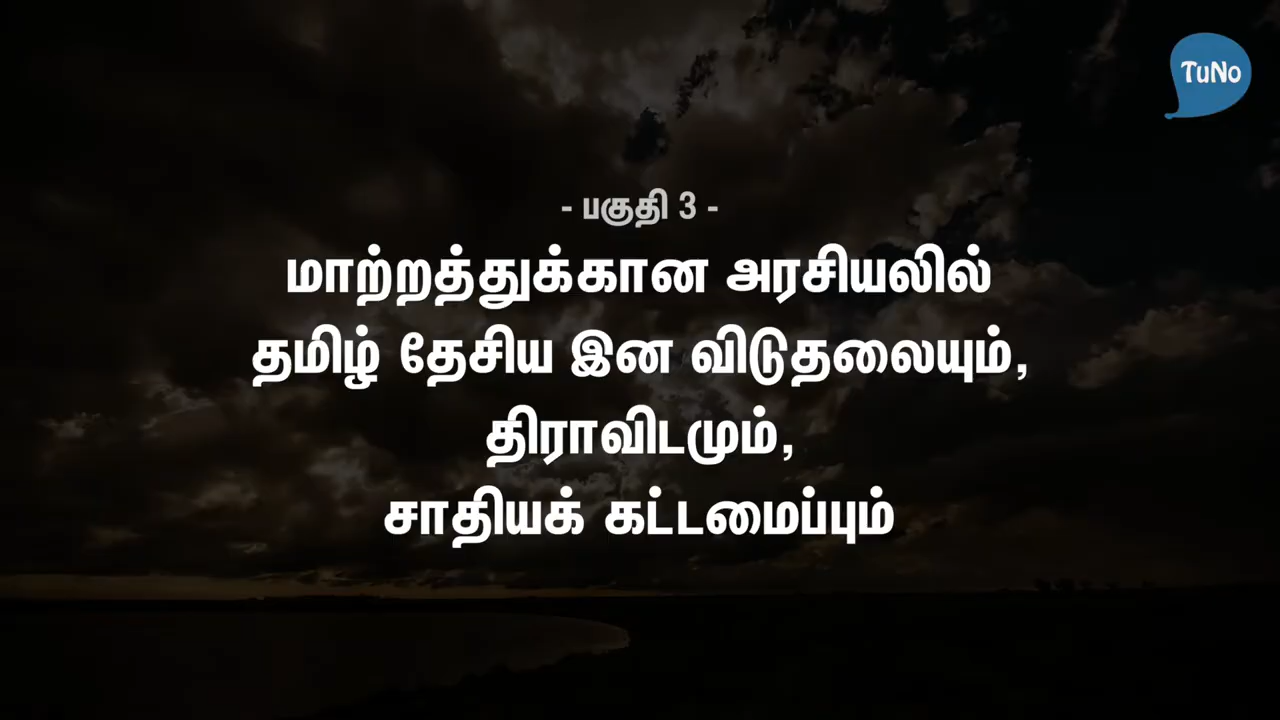 TuNo
- பகுதி 3 -
மாற்றத்துக்கான அரசியலில்
தமிழ் தேசிய இன விடுதலையும்,
திராவிடமும்,
சாதியக் கட்டமைப்பும்